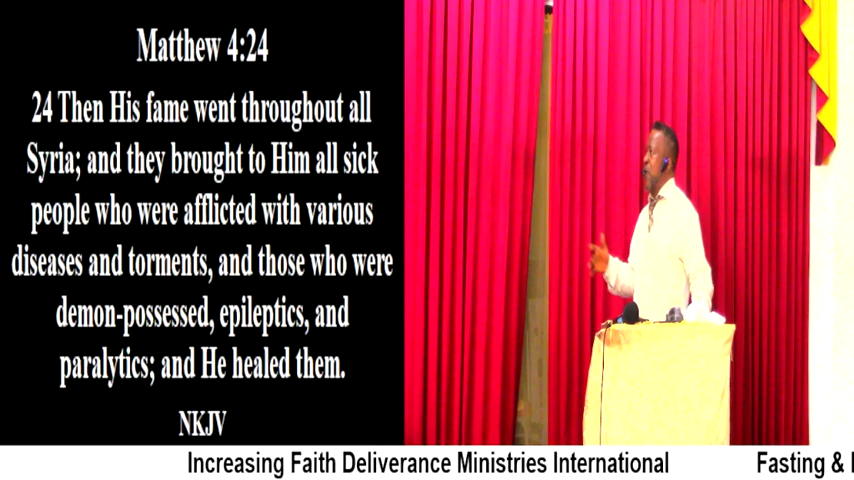 Matthew 4:24
24 Then His fame went throughout all
Syria; and they brought to Him all sick
people who were afflicted with various
diseases and torments, and those who were
demon-possessed, epileptics, and
paralytics; and He healed them.
NKJV
Increasing Faith Deliverance Ministries International Fasting &